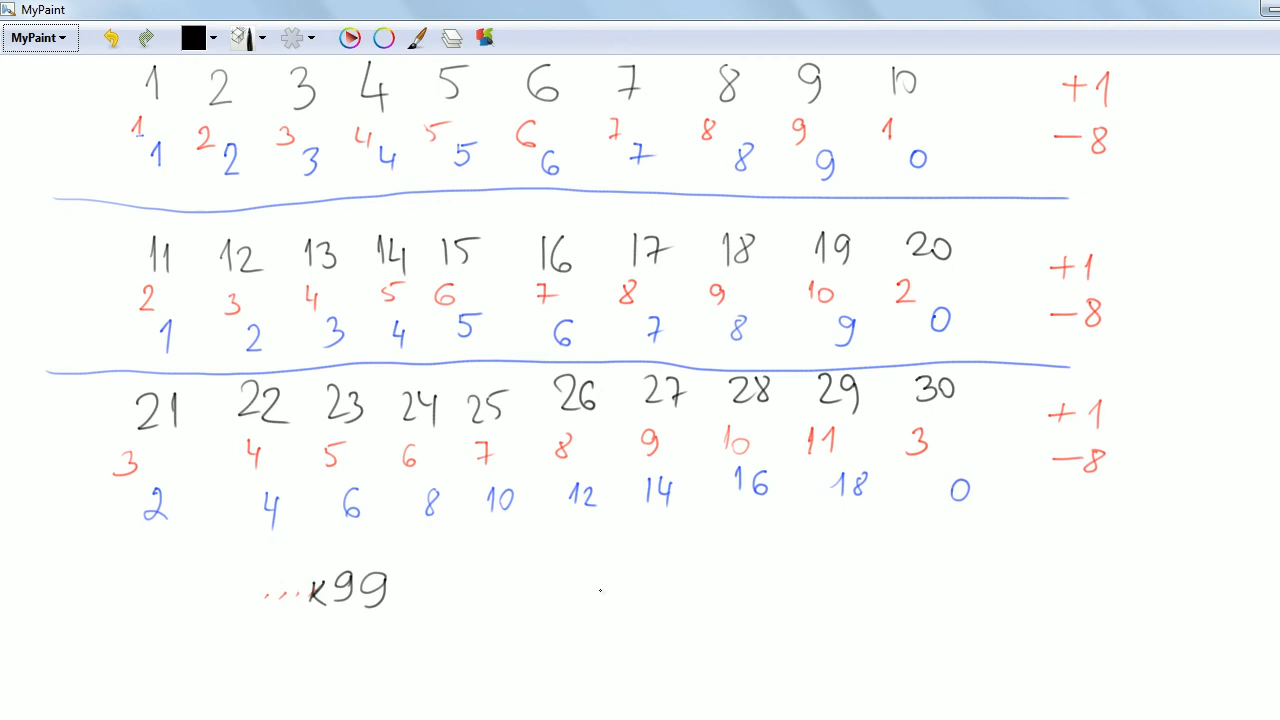 MyPaint
MyPaint
1 2 3 4 5 6 7 8 9 10 +1
1 2 3 4 5 6 7 8 9 1 -8
1 2 3 4 5 6 7 8 9 0
11 12 13 14 15 16 17 18 19 20 +1
2 3 4 5 6 7 8 9 10 2 -8
1 2 3 4 5 6 7 8 9 0
21 22 23 24 25 26 27 28 29 30 +1
3 4 5 6 7 8 9 10 11 3 -8
2 4 6 8 10 12 14 16 18 0
...к99